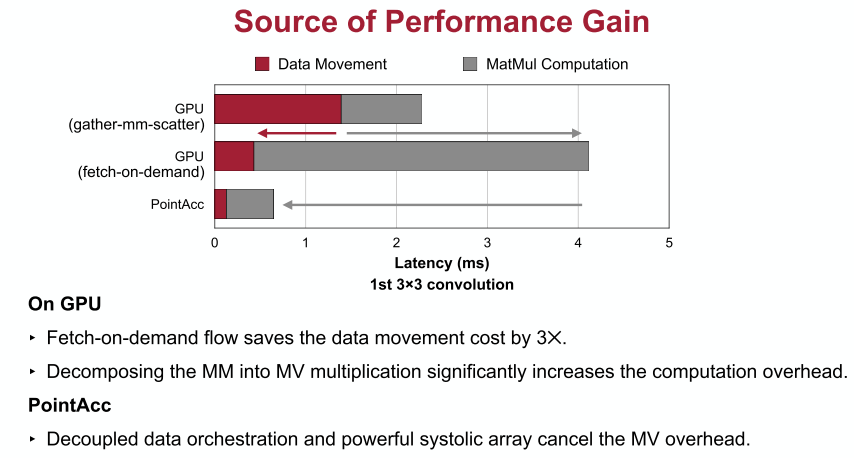 Source of Performance Gain
Data Movement
MatMul Computation
GPU
(gather-mm-scatter)
GPU
(fetch-on-demand)
PointAcc
0 1 2 3 4 5
Latency (ms)
1st 3×3 convolution
On GPU
‣ Fetch-on-demand flow saves the data movement cost by 3✕.
‣ Decomposing the MM into MV multiplication significantly increases the computation overhead.
PointAcc
‣ Decoupled data orchestration and powerful systolic array cancel the MV overhead.